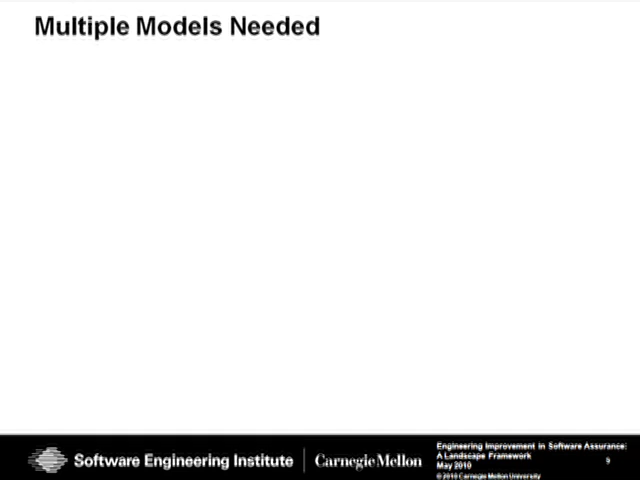 Multiple Models Needed
Software Engineering Institute
Carnegie Mellon
Engineering Improvement in Software Assurance:
A Landscape Framework
May 2010
© 2010 Carnegie Mellon University
9